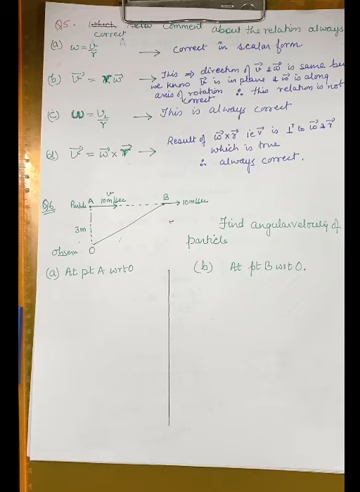 Q5. which below Comment about the relation always
correct
(a) ω = v/r → Correct in scalar form
(b) v⃗ = r ω⃗ → This ⇒ direction of v⃗ & ω⃗ is same but
we know v⃗ is in plane & ω⃗ is along
axis of rotation ∴ this relation is not
correct
(c) ω = v⊥/r → This is always correct
(d) v⃗ = ω⃗ × r⃗ → Result of ω⃗ × r⃗ ie v⃗ is ⊥r to ω⃗ & r⃗
which is true
∴ always correct.
Q6. Particle A v 10m/sec B 10m/sec
3m
Observer O
Find angular velocity of
particle
(a) At pt A wrt O
(b) At pt B wrt O.